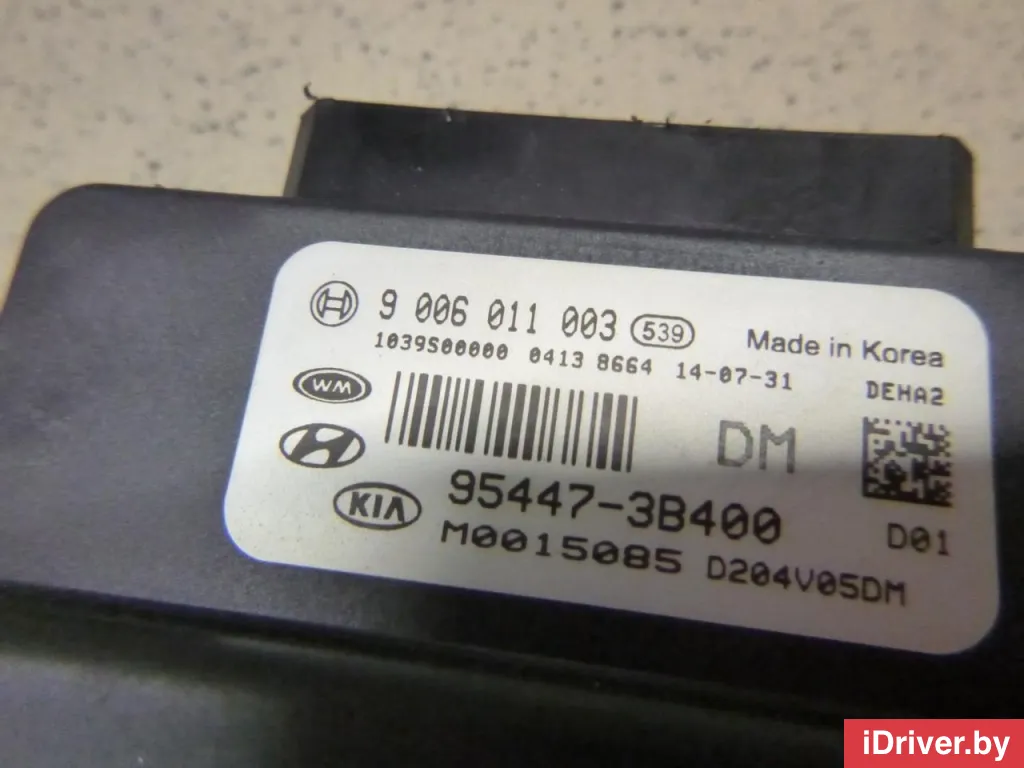 9 006 011 003 539
Made in Korea
1039S00000 0413 8664 14-07-31
DEHA2
WM
DM
KIA
95447-3B400
D01
M0015085 D204V05DM
iDriver.by